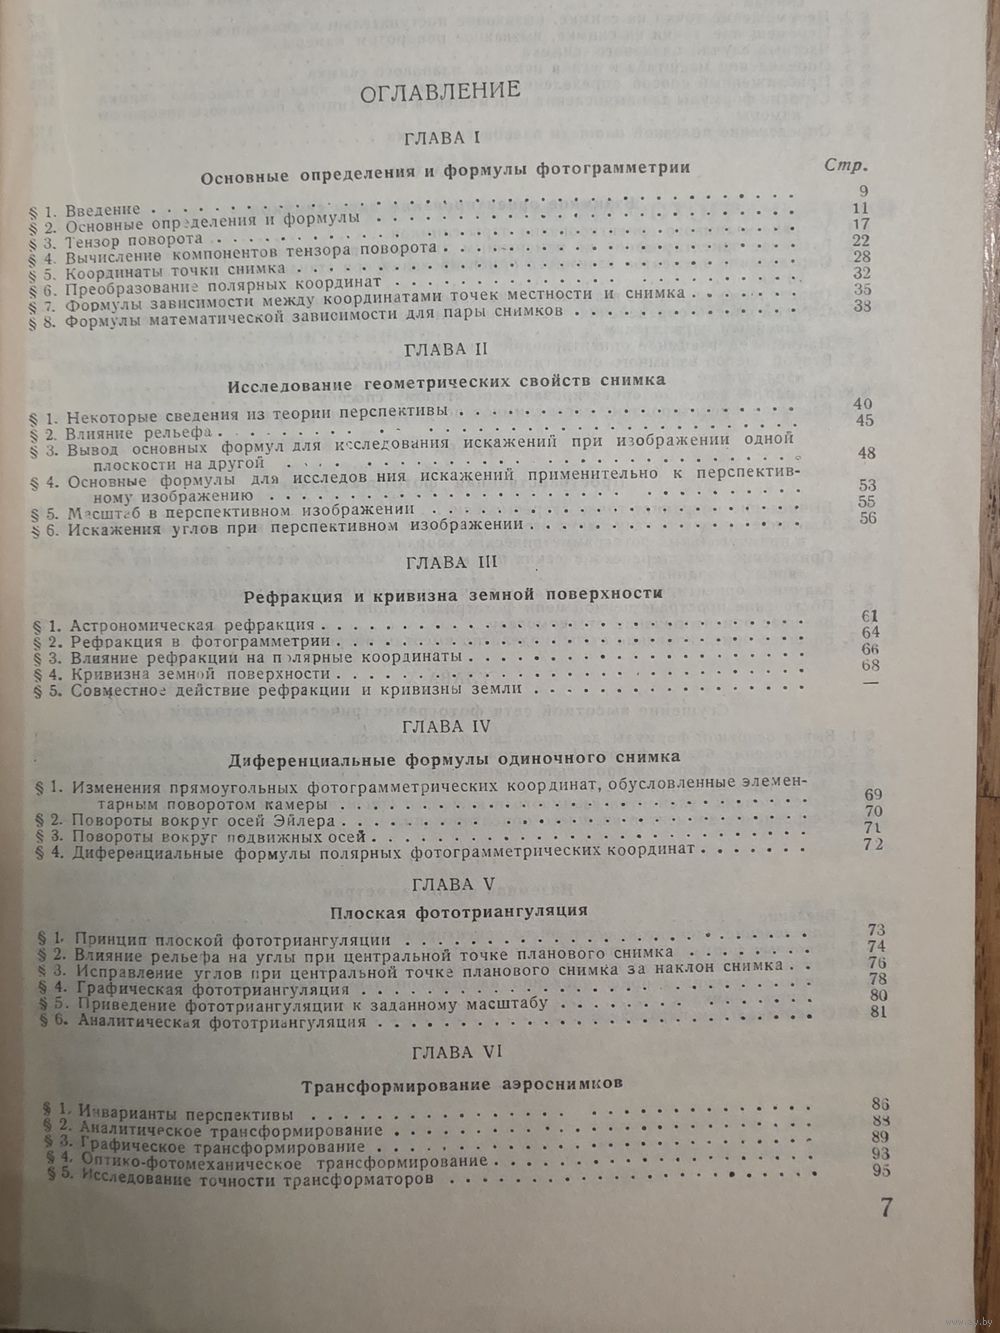 ОГЛАВЛЕНИЕ
ГЛАВА I
Основные определения и формулы фотограмметрии
Стр.
§ 1. Введение . . . 9
§ 2. Основные определения и формулы . . . 11
§ 3. Тензор поворота . . . 17
§ 4. Вычисление компонентов тензора поворота . . . 22
§ 5. Координаты точки снимка . . . 28
§ 6. Преобразование полярных координат . . . 32
§ 7. Формулы зависимости между координатами точек местности и снимка . . . 35
§ 8. Формулы математической зависимости для пары снимков . . . 38
ГЛАВА II
Исследование геометрических свойств снимка
§ 1. Некоторые сведения из теории перспективы . . . 40
§ 2. Влияние рельефа . . . 45
§ 3. Вывод основных формул для исследования искажений при изображении одной
плоскости на другой . . . 48
§ 4. Основные формулы для исследов ния искажений применительно к перспектив-
ному изображению . . . 53
§ 5. Масштаб в перспективном изображении . . . 55
§ 6. Искажения углов при перспективном изображении . . . 56
ГЛАВА III
Рефракция и кривизна земной поверхности
§ 1. Астрономическая рефракция . . . 61
§ 2. Рефракция в фотограмметрии . . . 64
§ 3. Влияние рефракции на полярные координаты . . . 66
§ 4. Кривизна земной поверхности . . . 68
§ 5. Совместное действие рефракции и кривизны земли . . . —
ГЛАВА IV
Диференциальные формулы одиночного снимка
§ 1. Изменения прямоугольных фотограмметрических координат, обусловленные элемен-
тарным поворотом камеры . . . 69
§ 2. Повороты вокруг осей Эйлера . . . 70
§ 3. Повороты вокруг подвижных осей . . . 71
§ 4. Диференциальные формулы полярных фотограмметрических координат . . . 72
ГЛАВА V
Плоская фототриангуляция
§ 1. Принцип плоской фототриангуляции . . . 73
§ 2. Влияние рельефа на углы при центральной точке планового снимка . . . 74
§ 3. Исправление углов при центральной точке планового снимка за наклон снимка . . 76
§ 4. Графическая фототриангуляция . . . 78
§ 5. Приведение фототриангуляции к заданному масштабу . . . 80
§ 6. Аналитическая фототриангуляция . . . 81
ГЛАВА VI
Трансформирование аэроснимков
§ 1. Инварианты перспективы . . . 86
§ 2. Аналитическое трансформирование . . . 88
§ 3. Графическое трансформирование . . . 89
§ 4. Оптико-фотомеханическое трансформирование . . . 93
§ 5. Исследование точности трансформаторов . . . 95
7
www.ay.by